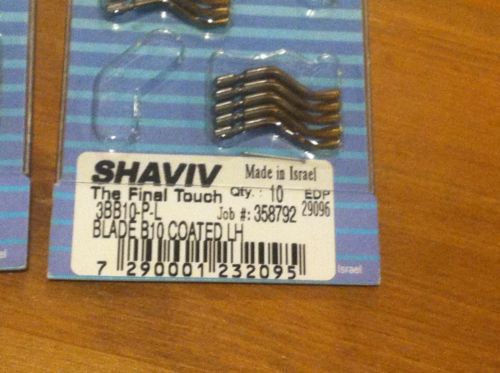 SHAVIV Made in Israel
The Final Touch Qty. : 10 EDP
3BB10-P-L Job #: 358792 29096
BLADE B10 COATED LH
7 290001 232095
Israel